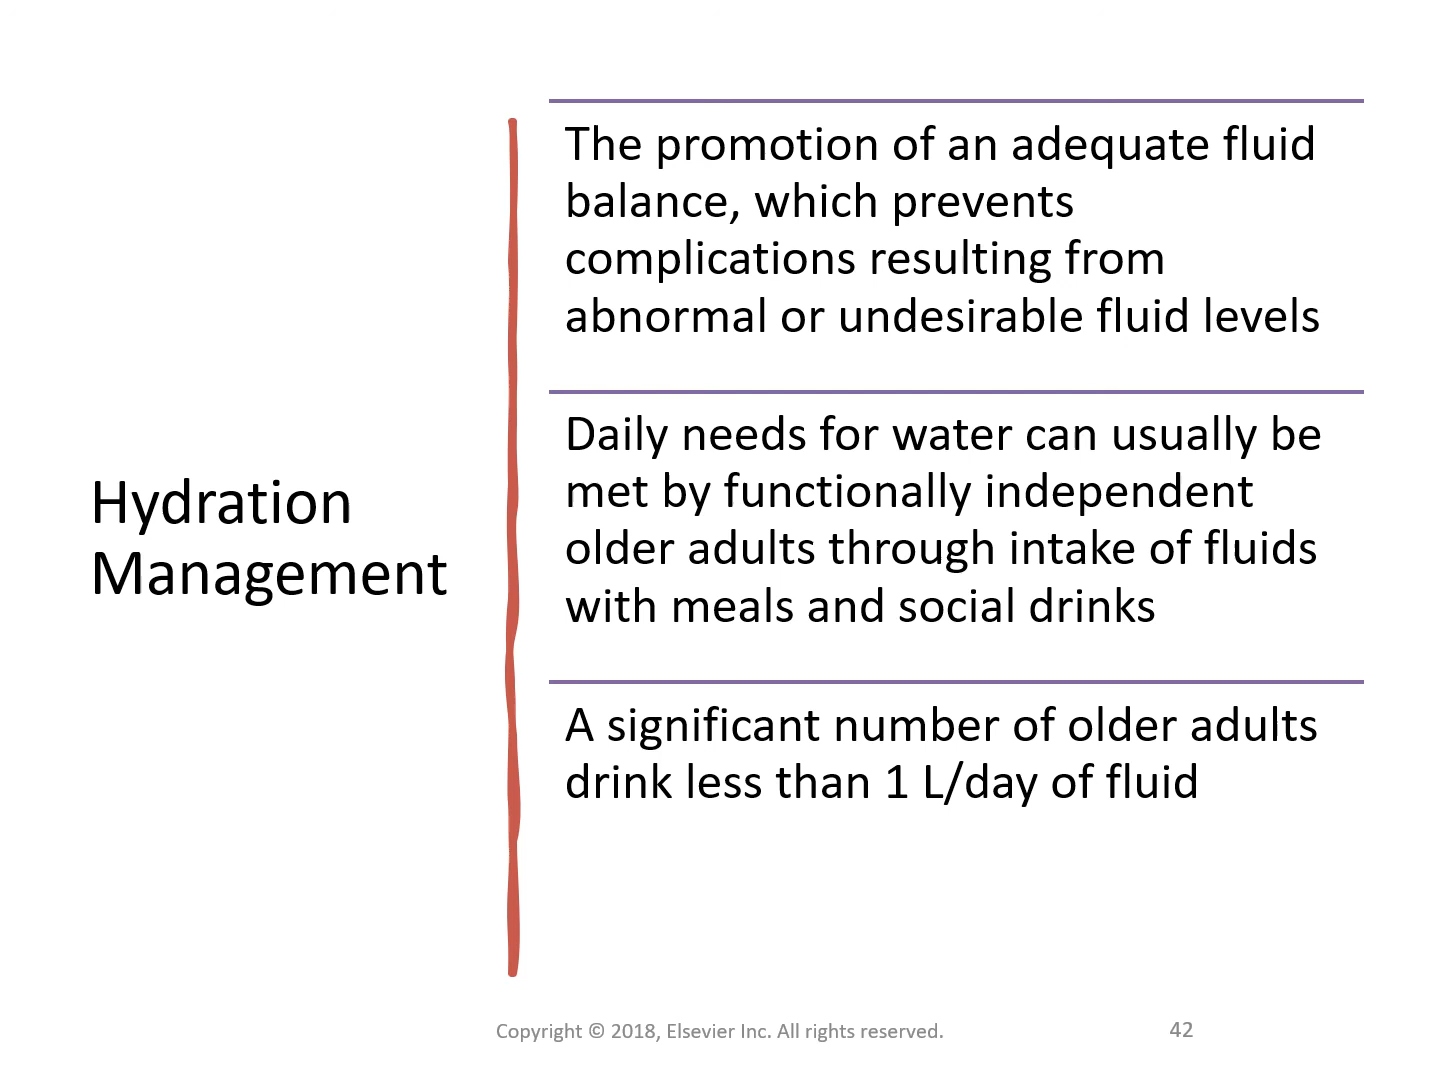 Hydration
Management
The promotion of an adequate fluid
balance, which prevents
complications resulting from
abnormal or undesirable fluid levels
Daily needs for water can usually be
met by functionally independent
older adults through intake of fluids
with meals and social drinks
A significant number of older adults
drink less than 1 L/day of fluid
Copyright © 2018, Elsevier Inc. All rights reserved.
42